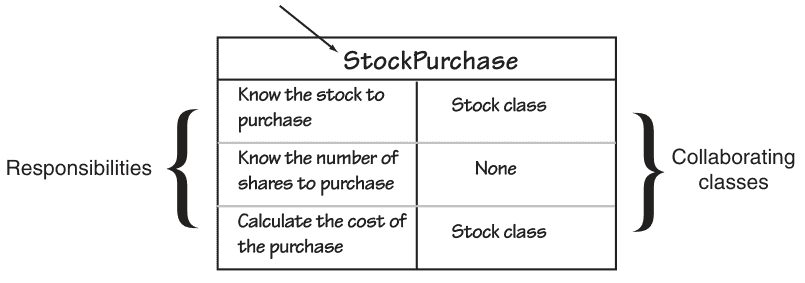 StockPurchase
Know the stock to
purchase
Stock class
Responsibilities
Know the number of
shares to purchase
None
Collaborating
classes
Calculate the cost of
the purchase
Stock class